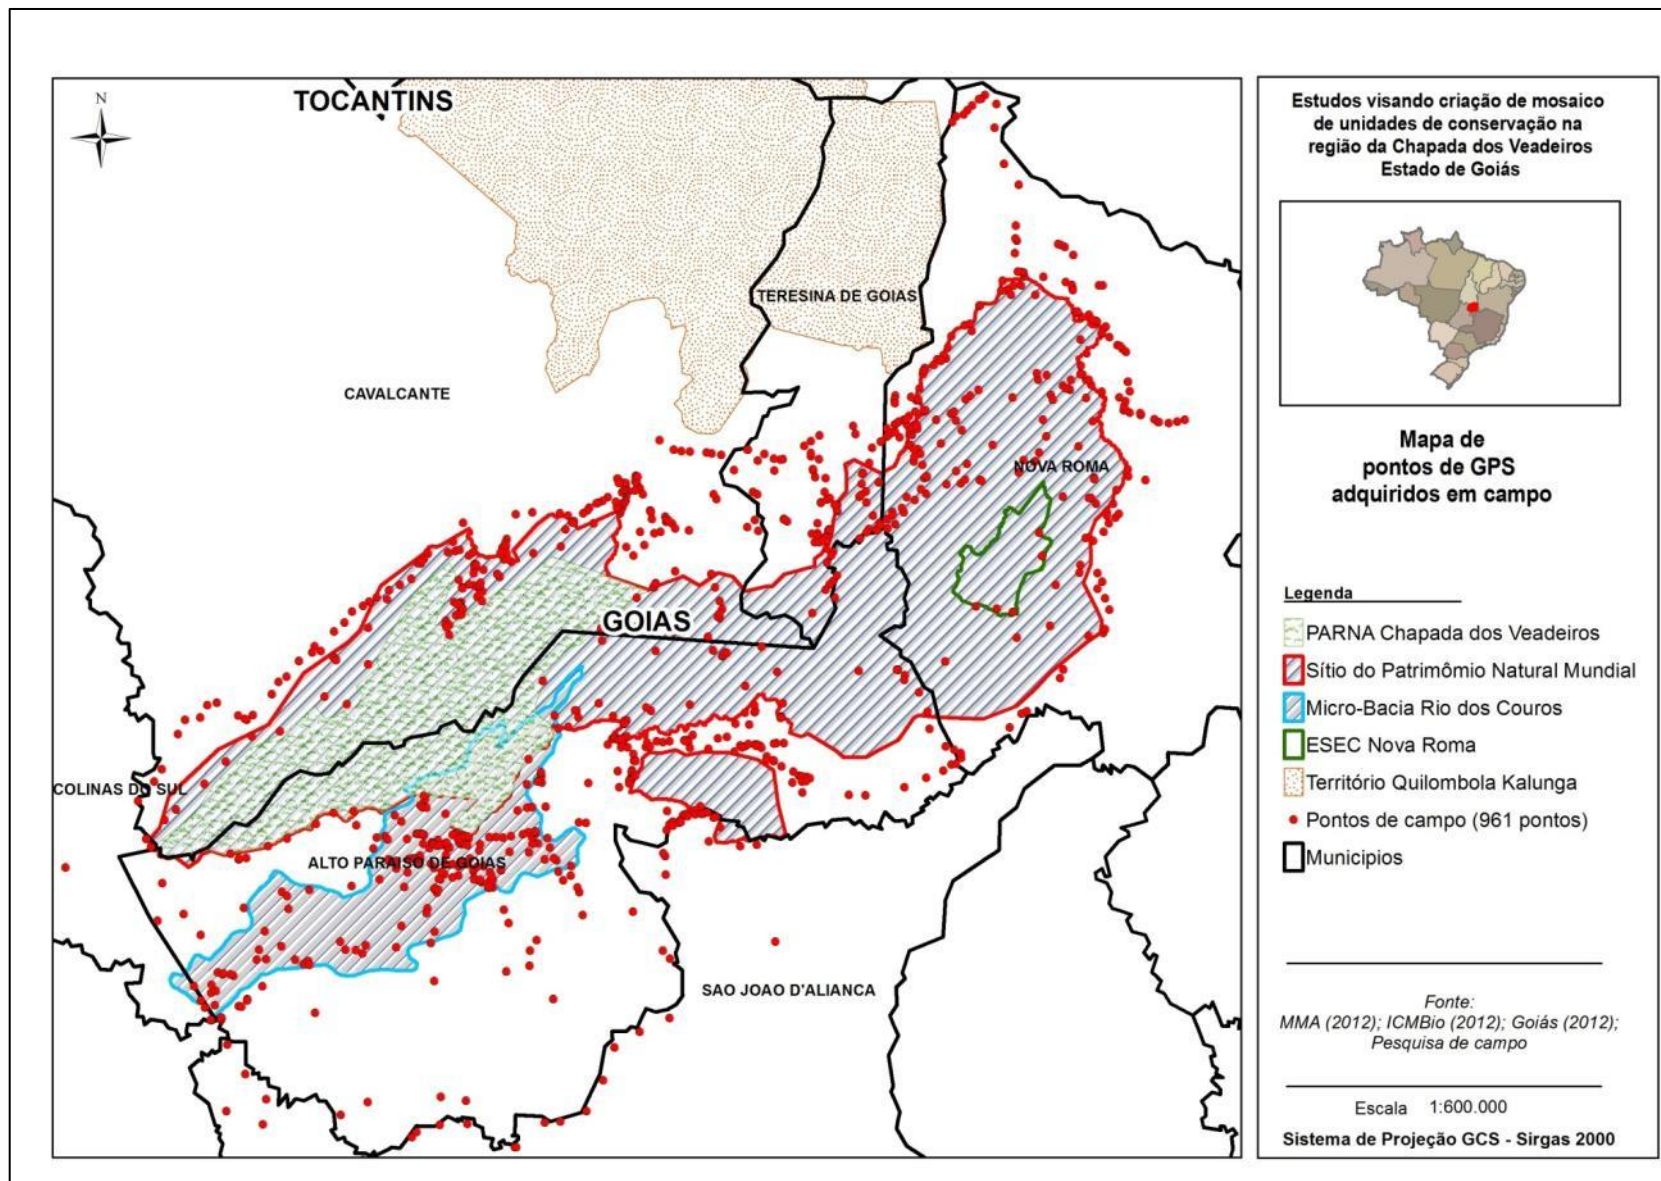 N
TOCANTINS
TERESINA DE GOIAS
CAVALCANTE
NOVA ROMA
GOIAS
COLINAS DO SUL
ALTO PARAISO DE GOIAS
SAO JOAO D'ALIANCA
Estudos visando criação de mosaico
de unidades de conservação na
região da Chapada dos Veadeiros
Estado de Goiás
Mapa de
pontos de GPS
adquiridos em campo
Legenda
PARNA Chapada dos Veadeiros
Sítio do Patrimômio Natural Mundial
Micro-Bacia Rio dos Couros
ESEC Nova Roma
Território Quilombola Kalunga
Pontos de campo (961 pontos)
Municipios
Fonte:
MMA (2012); ICMBio (2012); Goiás (2012);
Pesquisa de campo
Escala 1:600.000
Sistema de Projeção GCS - Sirgas 2000